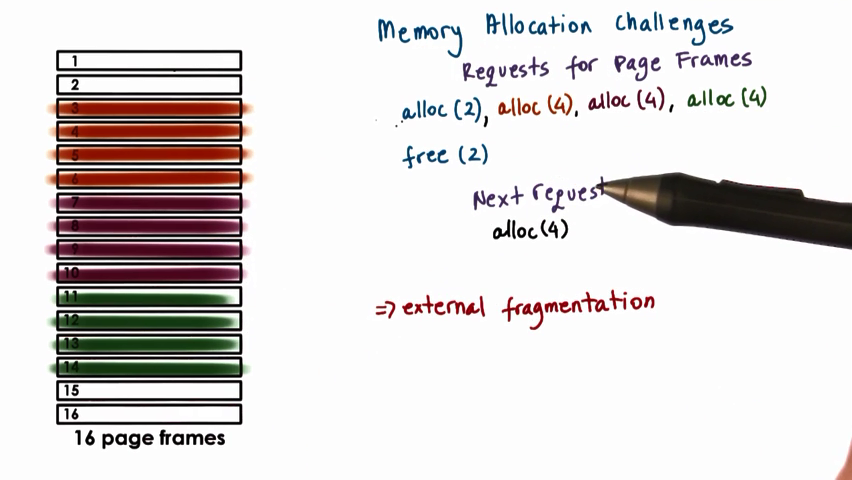 Memory Allocation Challenges
Requests for Page Frames
alloc (2), alloc (4), alloc (4), alloc (4)
free (2)
Next request
alloc (4)
=> external fragmentation
1
2
3
4
5
6
7
8
9
10
11
12
13
14
15
16
16 page frames